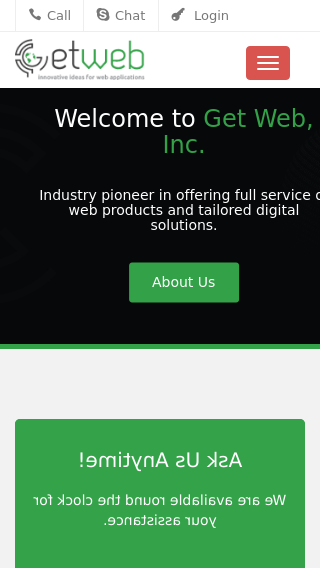 Call
Chat
Login
Getweb
Innovative ideas for web applications
Welcome to Get Web,
Inc.
Industry pioneer in offering full service o
web products and tailored digital
solutions.
About Us
Ask Us Anytime!
We are available round the clock for
your assistance.